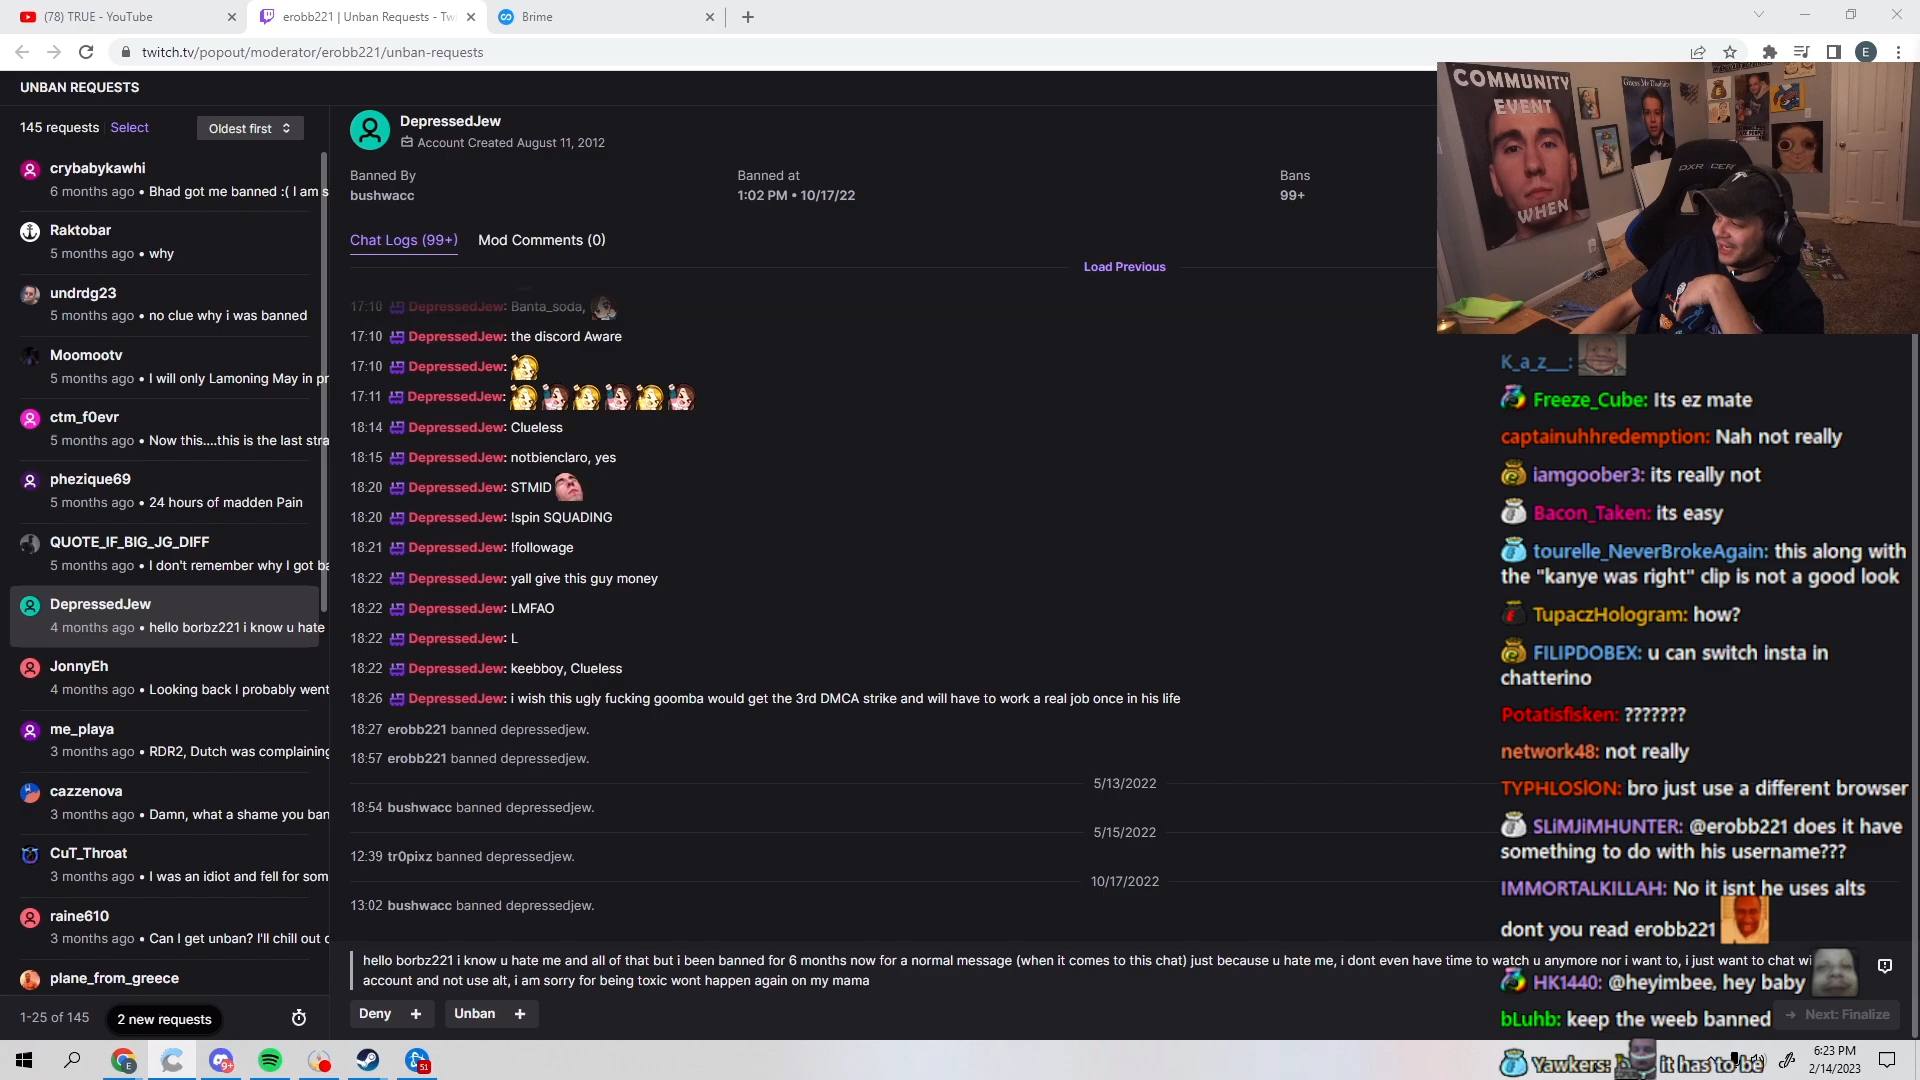 (78) TRUE - YouTube
erobb221 | Unban Requests - Twi
Brime
twitch.tv/popout/moderator/erobb221/unban-requests
E
UNBAN REQUESTS
145 requests Select
Oldest first
crybabykawhi
6 months ago • Bhad got me banned :( I am s
Raktobar
5 months ago • why
undrdg23
5 months ago • no clue why i was banned
Moomootv
5 months ago • I will only Lamoning May in pr
ctm_f0evr
5 months ago • Now this....this is the last stra
phezique69
5 months ago • 24 hours of madden Pain
QUOTE_IF_BIG_JG_DIFF
5 months ago • I don't remember why I got ba
DepressedJew
4 months ago • hello borbz221 i know u hate
JonnyEh
4 months ago • Looking back I probably went
me_playa
3 months ago • RDR2, Dutch was complaining
cazzenova
3 months ago • Damn, what a shame you ban
CuT_Throat
3 months ago • I was an idiot and fell for som
raine610
3 months ago • Can I get unban? I'll chill out o
plane_from_greece
1-25 of 145
2 new requests
DepressedJew
Account Created August 11, 2012
Banned By
bushwacc
Banned at
1:02 PM • 10/17/22
Bans
99+
Chat Logs (99+)
Mod Comments (0)
Load Previous
17:10 DepressedJew: Banta_soda,
17:10 DepressedJew: the discord Aware
17:10 DepressedJew:
17:11 DepressedJew:
18:14 DepressedJew: Clueless
18:15 DepressedJew: notbienclaro, yes
18:20 DepressedJew: STMID
18:20 DepressedJew: !spin SQUADING
18:21 DepressedJew: !followage
18:22 DepressedJew: yall give this guy money
18:22 DepressedJew: LMFAO
18:22 DepressedJew: L
18:22 DepressedJew: keebboy, Clueless
18:26 DepressedJew: i wish this ugly fucking goomba would get the 3rd DMCA strike and will have to work a real job once in his life
18:27 erobb221 banned depressedjew.
18:57 erobb221 banned depressedjew.
5/13/2022
18:54 bushwacc banned depressedjew.
5/15/2022
12:39 tr0pixz banned depressedjew.
10/17/2022
13:02 bushwacc banned depressedjew.
hello borbz221 i know u hate me and all of that but i been banned for 6 months now for a normal message (when it comes to this chat) just because u hate me, i dont even have time to watch u anymore nor i want to, i just want to chat wi
account and not use alt, i am sorry for being toxic wont happen again on my mama
Deny +
Unban +
Next: Finalize
COMMUNITY
EVENT
WHEN
DXRACER
K_a_z__:
Freeze_Cube: Its ez mate
captainuhhredemption: Nah not really
iamgoober3: its really not
Bacon_Taken: its easy
tourelle_NeverBrokeAgain: this along with
the "kanye was right" clip is not a good look
TupaczHologram: how?
FILIPDOBEX: u can switch insta in
chatterino
Potatisfisken: ???????
network48: not really
TYPHLOSlON: bro just use a different browser
SLiMJiMHUNTER: @erobb221 does it have
something to do with his username???
IMMORTALKILLAH: No it isnt he uses alts
dont you read erobb221
HK1440: @heyimbee, hey baby
bLuhb: keep the weeb banned
Yawkers: it has to be
9+
51
6:23 PM
2/14/2023